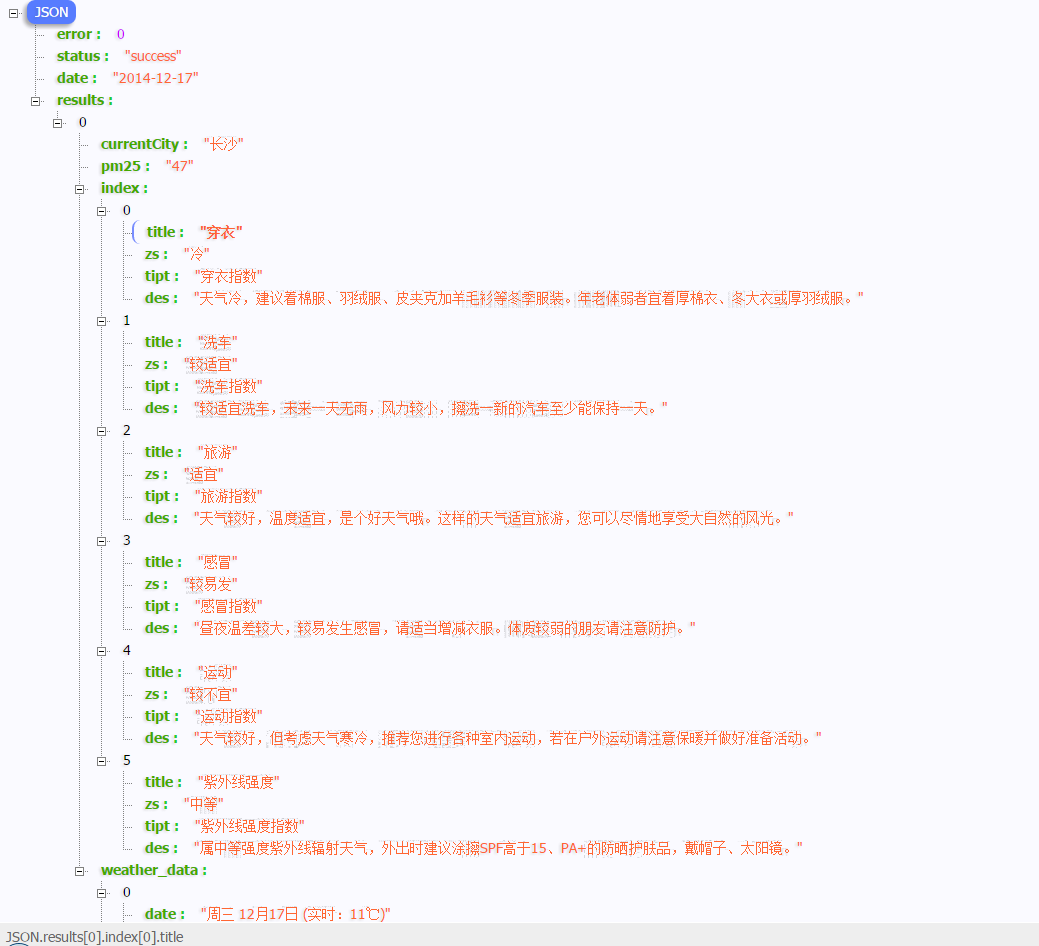 JSON
error : 0
status : "success"
date : "2014-12-17"
results :
0
currentCity : "长沙"
pm25 : "47"
index :
0
title : "穿衣"
zs : "冷"
tipt : "穿衣指数"
des : "天气冷，建议着棉服、羽绒服、皮夹克加羊毛衫等冬季服装。年老体弱者宜着厚棉衣、冬大衣或厚羽绒服。"
1
title : "洗车"
zs : "较适宜"
tipt : "洗车指数"
des : "较适宜洗车，未来一天无雨，风力较小，擦洗一新的汽车至少能保持一天。"
2
title : "旅游"
zs : "适宜"
tipt : "旅游指数"
des : "天气较好，温度适宜，是个好天气哦。这样的天气适宜旅游，您可以尽情地享受大自然的风光。"
3
title : "感冒"
zs : "较易发"
tipt : "感冒指数"
des : "昼夜温差较大，较易发生感冒，请适当增减衣服。体质较弱的朋友请注意防护。"
4
title : "运动"
zs : "较不宜"
tipt : "运动指数"
des : "天气较好，但考虑天气寒冷，推荐您进行各种室内运动，若在户外运动请注意保暖并做好准备活动。"
5
title : "紫外线强度"
zs : "中等"
tipt : "紫外线强度指数"
des : "属中等强度紫外线辐射天气，外出时建议涂擦SPF高于15、PA+的防晒护肤品，戴帽子、太阳镜。"
weather_data :
0
date : "周三 12月17日 (实时：11℃)"
JSON.results[0].index[0].title